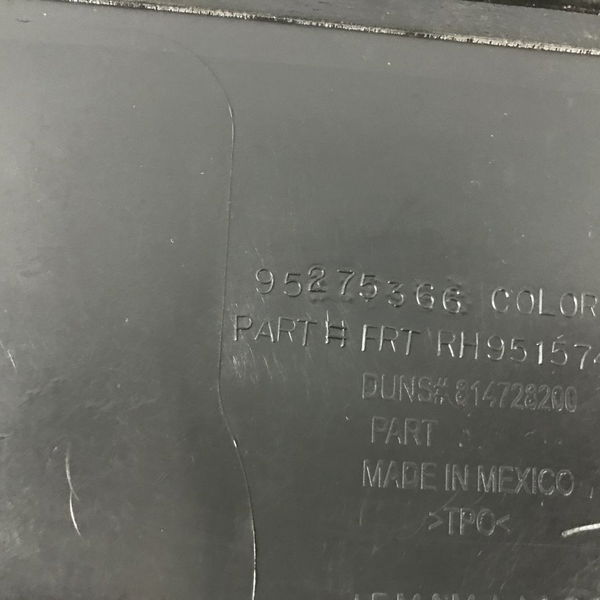 95275366 COLOR
PART # FRT RH951574
DUNS# 814728200
PART
MADE IN MEXICO
>TPO<